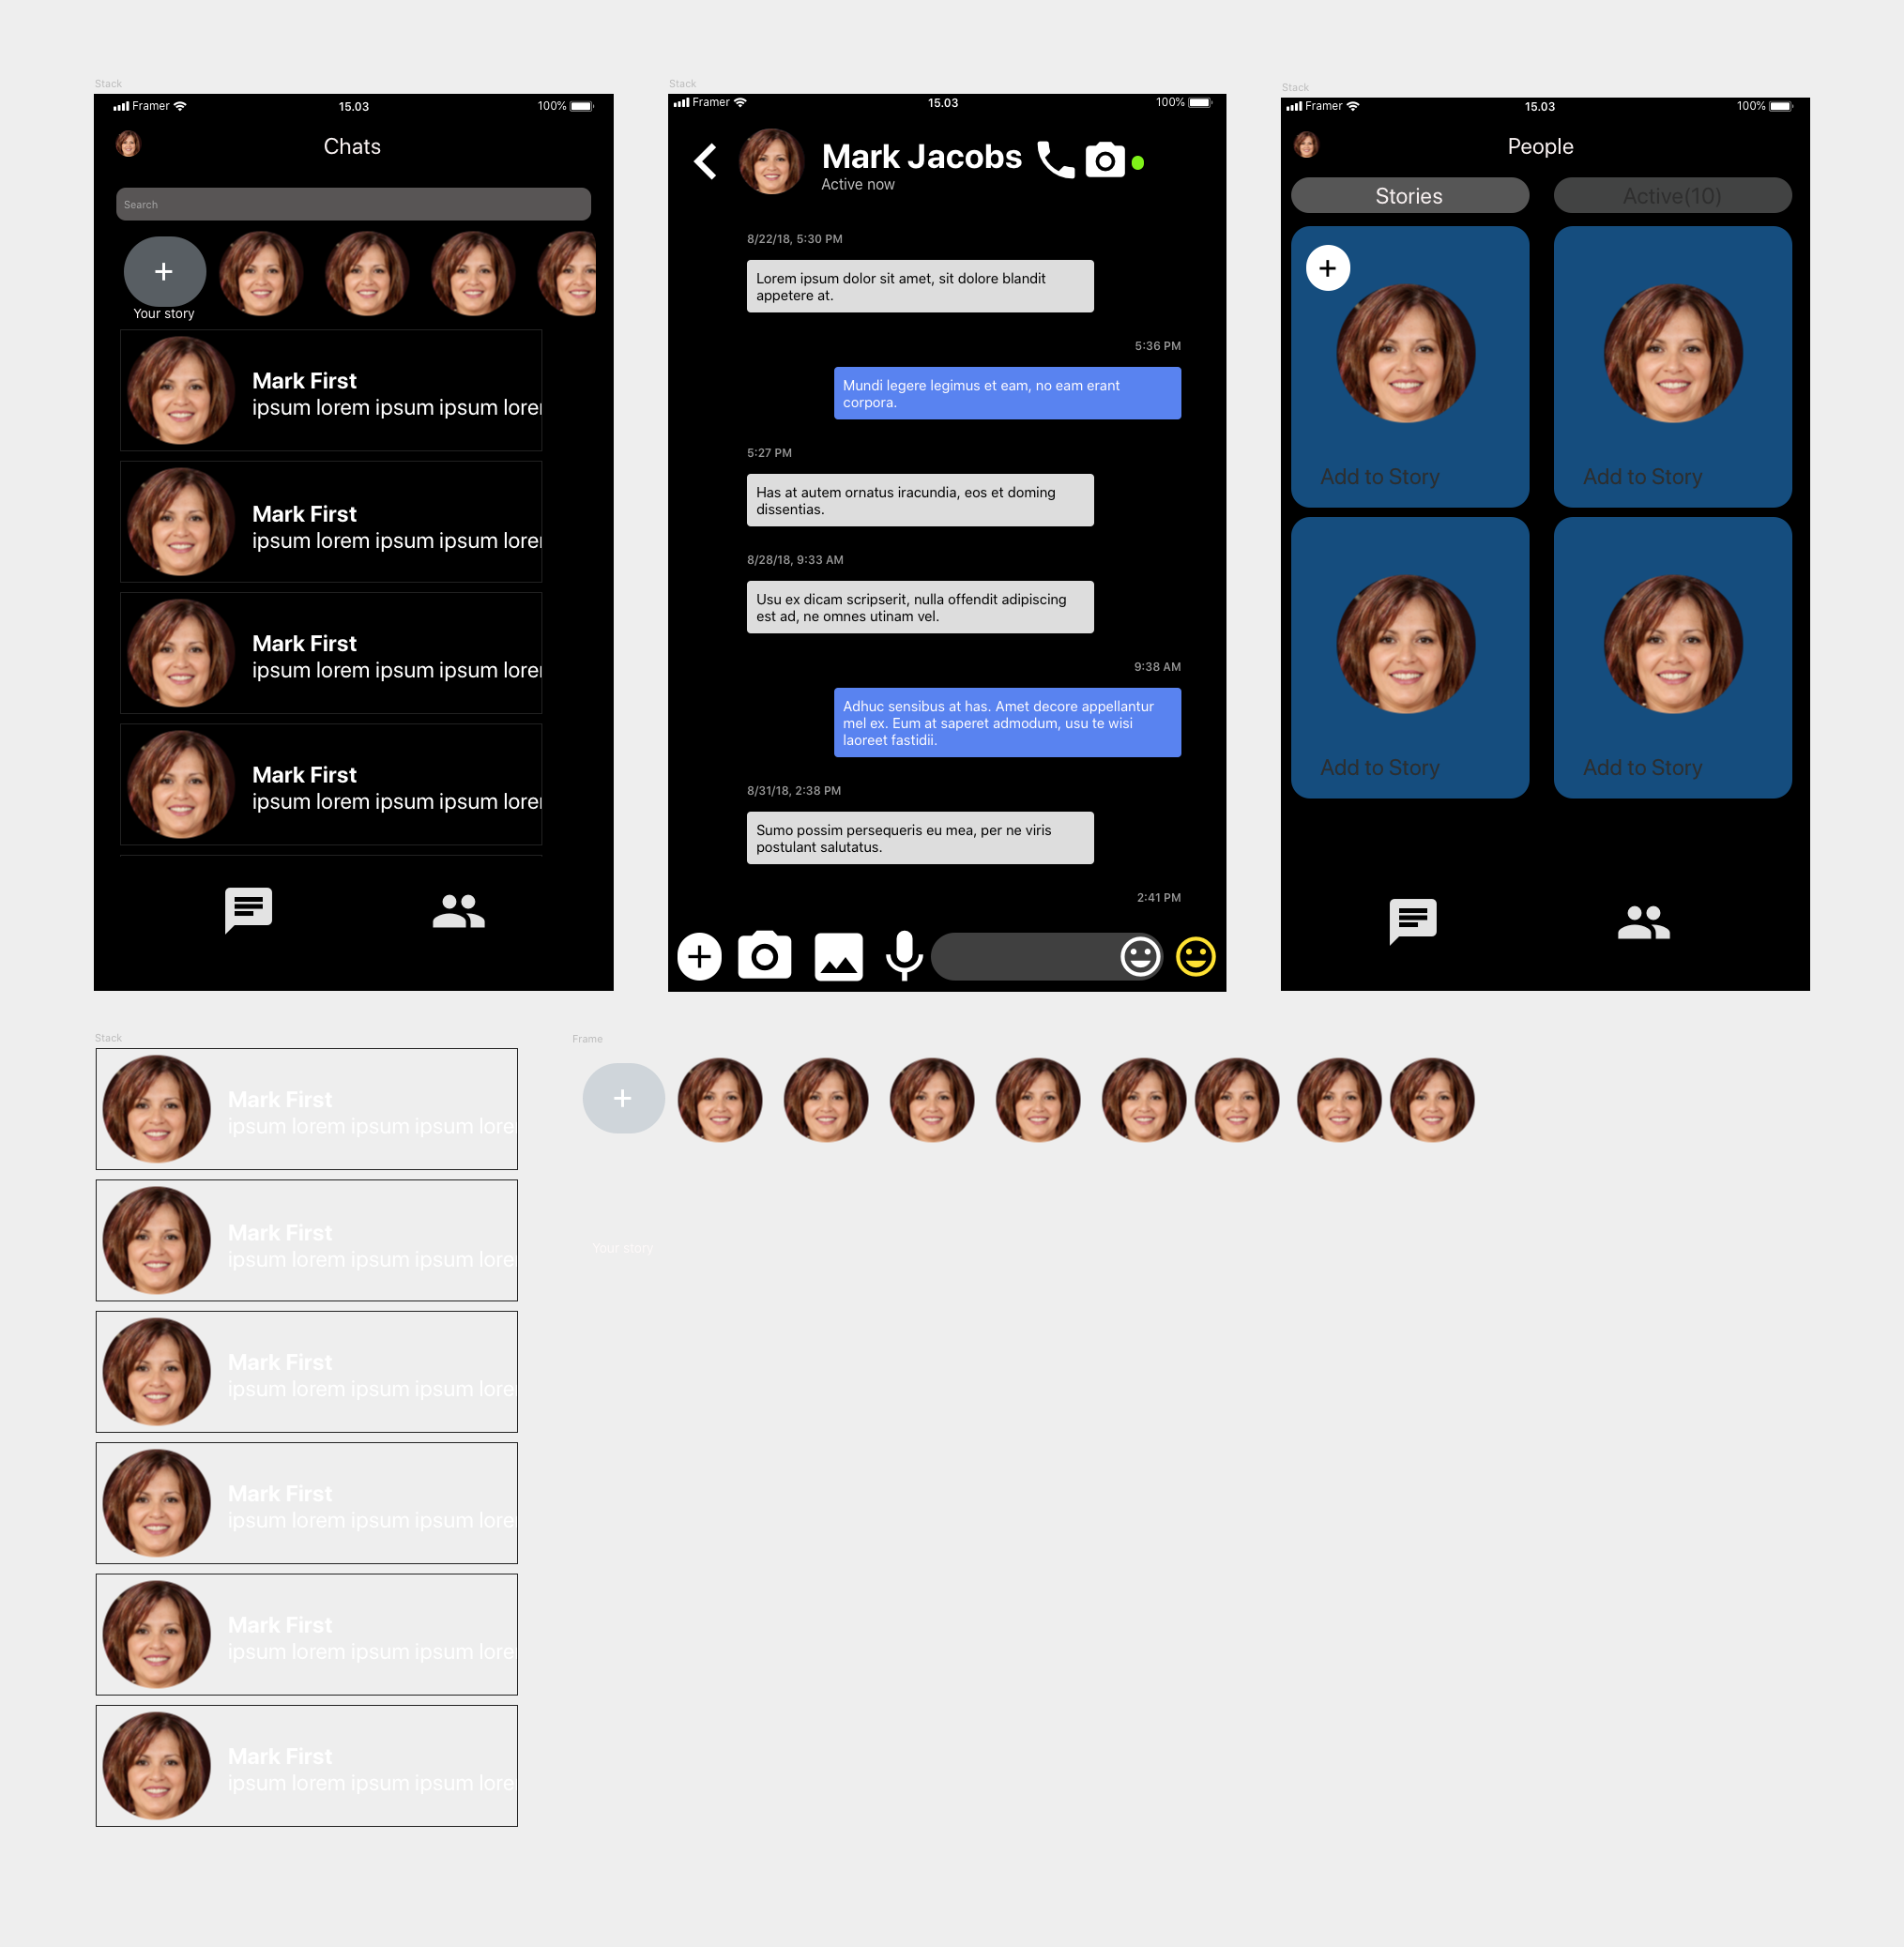 Stack
Framer 15.03 100%
Chats
Search
Your story
Mark First
ipsum lorem ipsum ipsum lorer
Mark First
ipsum lorem ipsum ipsum lorer
Mark First
ipsum lorem ipsum ipsum lorer
Mark First
ipsum lorem ipsum ipsum lorer
Stack
Framer 15.03 100%
Mark Jacobs
Active now
8/22/18, 5:30 PM
Lorem ipsum dolor sit amet, sit dolore blandit
appetere at.
5:36 PM
Mundi legere legimus et eam, no eam erant
corpora.
5:27 PM
Has at autem ornatus iracundia, eos et doming
dissentias.
8/28/18, 9:33 AM
Usu ex dicam scripserit, nulla offendit adipiscing
est ad, ne omnes utinam vel.
9:38 AM
Adhuc sensibus at has. Amet decore appellantur
mel ex. Eum at saperet admodum, usu te wisi
laoreet fastidii.
8/31/18, 2:38 PM
Sumo possim persequeris eu mea, per ne viris
postulant salutatus.
2:41 PM
Stack
Framer 15.03 100%
People
Stories Active(10)
Add to Story Add to Story
Add to Story Add to Story
Stack
Mark First
ipsum lorem ipsum ipsum lore
Mark First
ipsum lorem ipsum ipsum lore
Mark First
ipsum lorem ipsum ipsum lore
Mark First
ipsum lorem ipsum ipsum lore
Mark First
ipsum lorem ipsum ipsum lore
Mark First
ipsum lorem ipsum ipsum lore
Frame
Your story